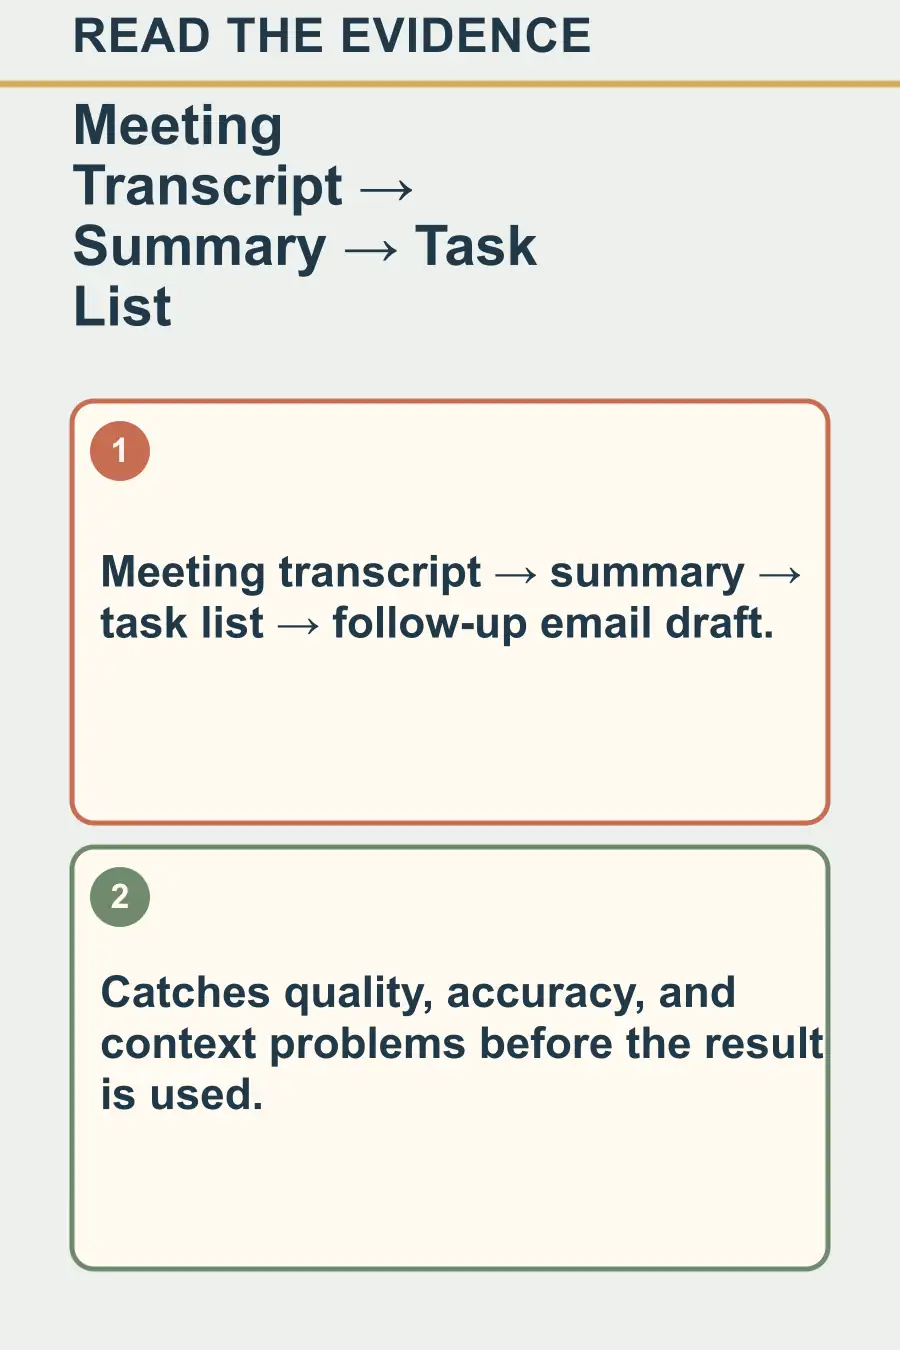 READ THE EVIDENCE
Meeting
Transcript →
Summary → Task
List
1
Meeting transcript → summary →
task list → follow-up email draft.
2
Catches quality, accuracy, and
context problems before the result
is used.